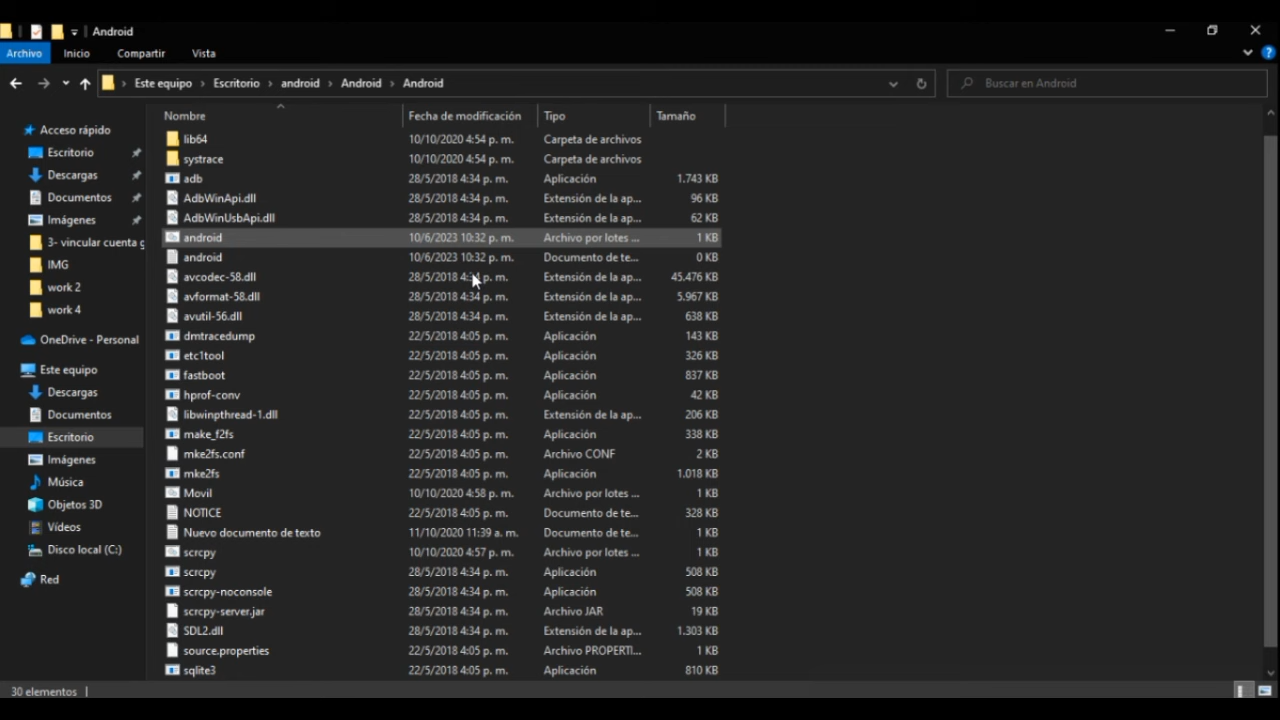 Android
Archivo Inicio Compartir Vista
Este equipo Escritorio android Android Android
Buscar en Android
Nombre Fecha de modificación Tipo Tamaño
Acceso rápido
Escritorio
Descargas
Documentos
Imágenes
3- vincular cuenta g
IMG
work 2
work 4
OneDrive - Personal
Este equipo
Descargas
Documentos
Escritorio
Imágenes
Música
Objetos 3D
Vídeos
Disco local (C:)
Red
lib64 10/10/2020 4:54 p. m. Carpeta de archivos
systrace 10/10/2020 4:54 p. m. Carpeta de archivos
adb 28/5/2018 4:34 p. m. Aplicación 1.743 KB
AdbWinApi.dll 28/5/2018 4:34 p. m. Extensión de la ap... 96 KB
AdbWinUsbApi.dll 28/5/2018 4:34 p. m. Extensión de la ap... 62 KB
android 10/6/2023 10:32 p. m. Archivo por lotes ... 1 KB
android 10/6/2023 10:32 p. m. Documento de te... 0 KB
avcodec-58.dll 28/5/2018 4:34 p. m. Extensión de la ap... 45.476 KB
avformat-58.dll 28/5/2018 4:34 p. m. Extensión de la ap... 5.967 KB
avutil-56.dll 28/5/2018 4:34 p. m. Extensión de la ap... 638 KB
dmtracedump 22/5/2018 4:05 p. m. Aplicación 143 KB
etc1tool 22/5/2018 4:05 p. m. Aplicación 326 KB
fastboot 22/5/2018 4:05 p. m. Aplicación 837 KB
hprof-conv 22/5/2018 4:05 p. m. Aplicación 42 KB
libwinpthread-1.dll 22/5/2018 4:05 p. m. Extensión de la ap... 206 KB
make_f2fs 22/5/2018 4:05 p. m. Aplicación 338 KB
mke2fs.conf 22/5/2018 4:05 p. m. Archivo CONF 2 KB
mke2fs 22/5/2018 4:05 p. m. Aplicación 1.018 KB
Movil 10/10/2020 4:58 p. m. Archivo por lotes ... 1 KB
NOTICE 22/5/2018 4:05 p. m. Documento de te... 328 KB
Nuevo documento de texto 11/10/2020 11:39 a. m. Documento de te... 1 KB
scrcpy 10/10/2020 4:57 p. m. Archivo por lotes ... 1 KB
scrcpy 28/5/2018 4:34 p. m. Aplicación 508 KB
scrcpy-noconsole 28/5/2018 4:34 p. m. Aplicación 508 KB
scrcpy-server.jar 28/5/2018 4:34 p. m. Archivo JAR 19 KB
SDL2.dll 28/5/2018 4:34 p. m. Extensión de la ap... 1.303 KB
source.properties 22/5/2018 4:05 p. m. Archivo PROPERTI... 1 KB
sqlite3 22/5/2018 4:05 p. m. Aplicación 810 KB
30 elementos